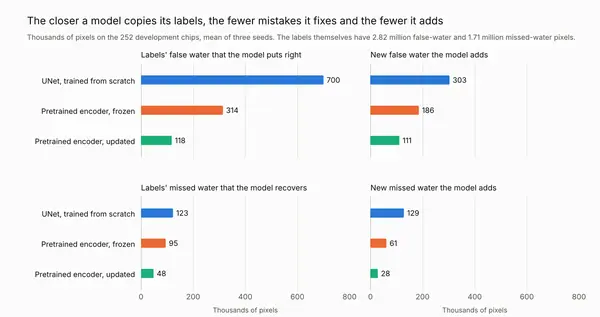 The closer a model copies its labels, the fewer mistakes it fixes and the fewer it adds
Thousands of pixels on the 252 development chips, mean of three seeds. The labels themselves have 2.82 million false-water and 1.71 million missed-water pixels.
Labels' false water that the model puts right
New false water the model adds
UNet, trained from scratch
700
303
Pretrained encoder, frozen
314
186
Pretrained encoder, updated
118
111
Labels' missed water that the model recovers
New missed water the model adds
UNet, trained from scratch
123
129
Pretrained encoder, frozen
95
61
Pretrained encoder, updated
48
28
0 200 400 600 800
0 200 400 600 800
Thousands of pixels
Thousands of pixels